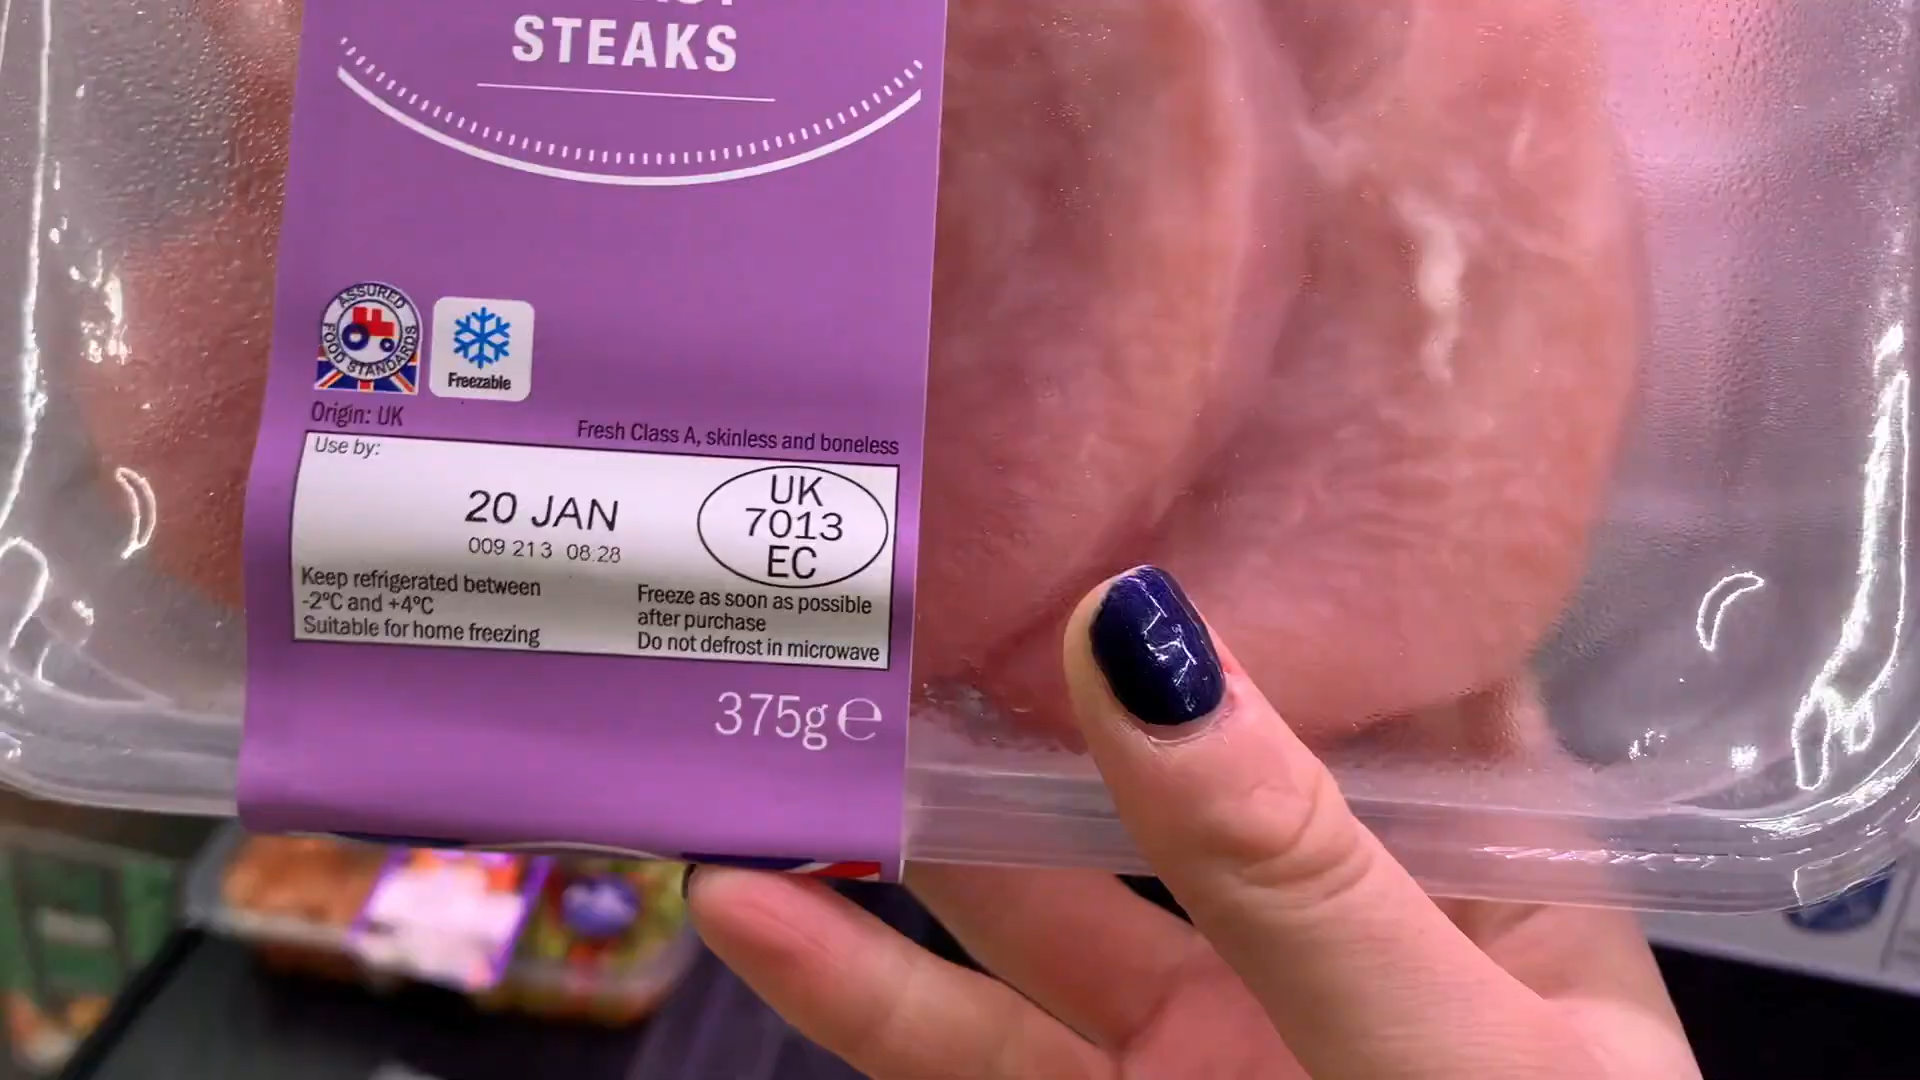 STEAKS
ASSURED
FOOD STANDARDS
Freezable
Origin: UK
Fresh Class A, skinless and boneless
Use by:
20 JAN
009 213 08:28
UK
7013
EC
Keep refrigerated between
-2°C and +4°C
Suitable for home freezing
Freeze as soon as possible
after purchase
Do not defrost in microwave
375g℮